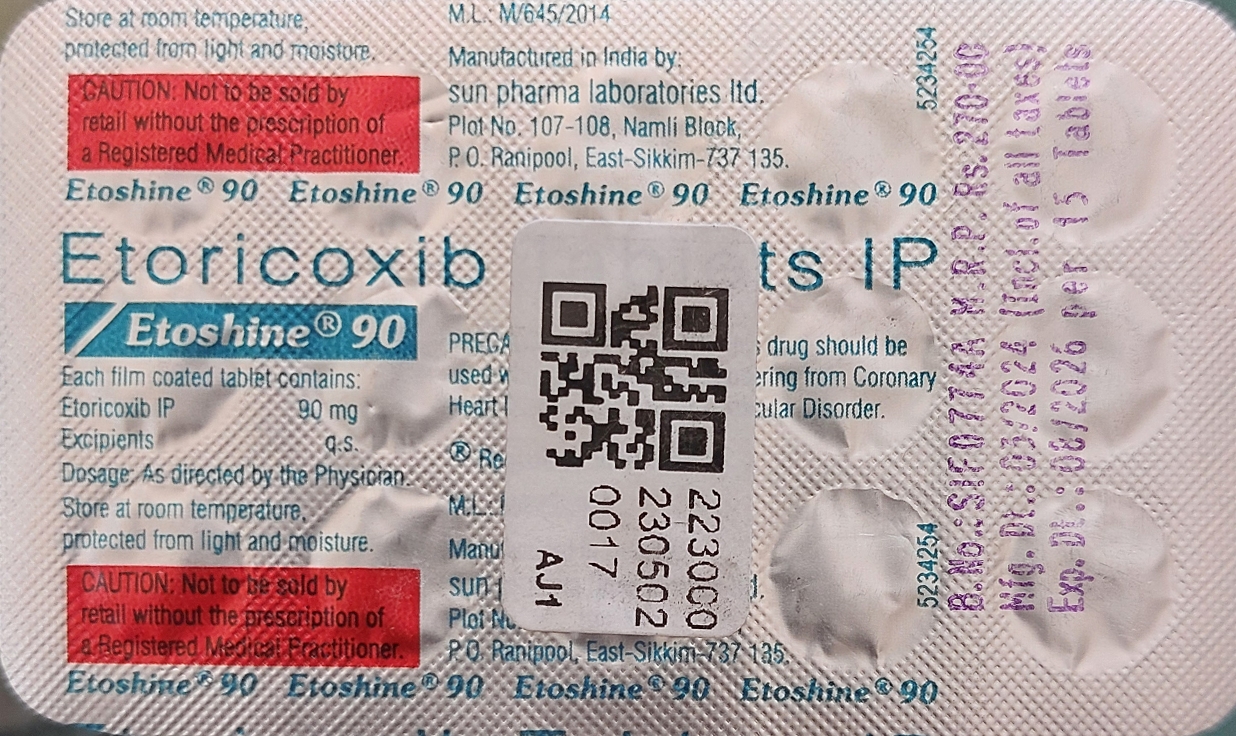 Store at room temperature,
protected from light and moisture.
CAUTION: Not to be sold by
retail without the prescription of
a Registered Medical Practitioner.
M.L.: M/645/2014
Manufactured in India by:
sun pharma laboratories ltd.
Plot No. 107-108, Namli Block,
P.O. Ranipool, East-Sikkim-737 135.
Etoshine® 90 Etoshine® 90 Etoshine® 90 Etoshine® 90
Etoricoxib ts IP
Etoshine® 90
Each film coated tablet contains:
Etoricoxib IP 90 mg
Excipients q.s.
Dosage: As directed by the Physician.
Store at room temperature,
protected from light and moisture.
CAUTION: Not to be sold by
retail without the prescription of
a Registered Medical Practitioner.
drug should be
used
ering from Coronary
Heart
cular Disorder.
® Re
M.L.:
Manuf
sun
Plot
P.O. Ranipool, East-Sikkim-737 135.
Etoshine® 90 Etoshine® 90 Etoshine® 90 Etoshine® 90
223000
230502
0017
AJ1
5234254
5234254
M.R.P. Rs.270.00
Mfg. Dt.: 03/2024 (Incl.of all taxes)
Exp. Dt.: 08/2026 per 15 Tablets